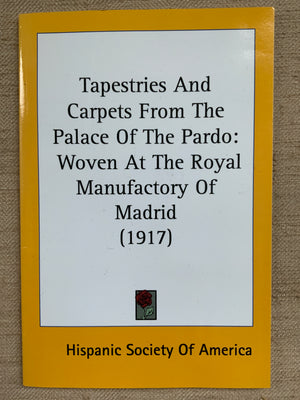 Tapestries And
Carpets From The
Palace Of The Pardo:
Woven At The Royal
Manufactory Of
Madrid
(1917)
Hispanic Society Of America